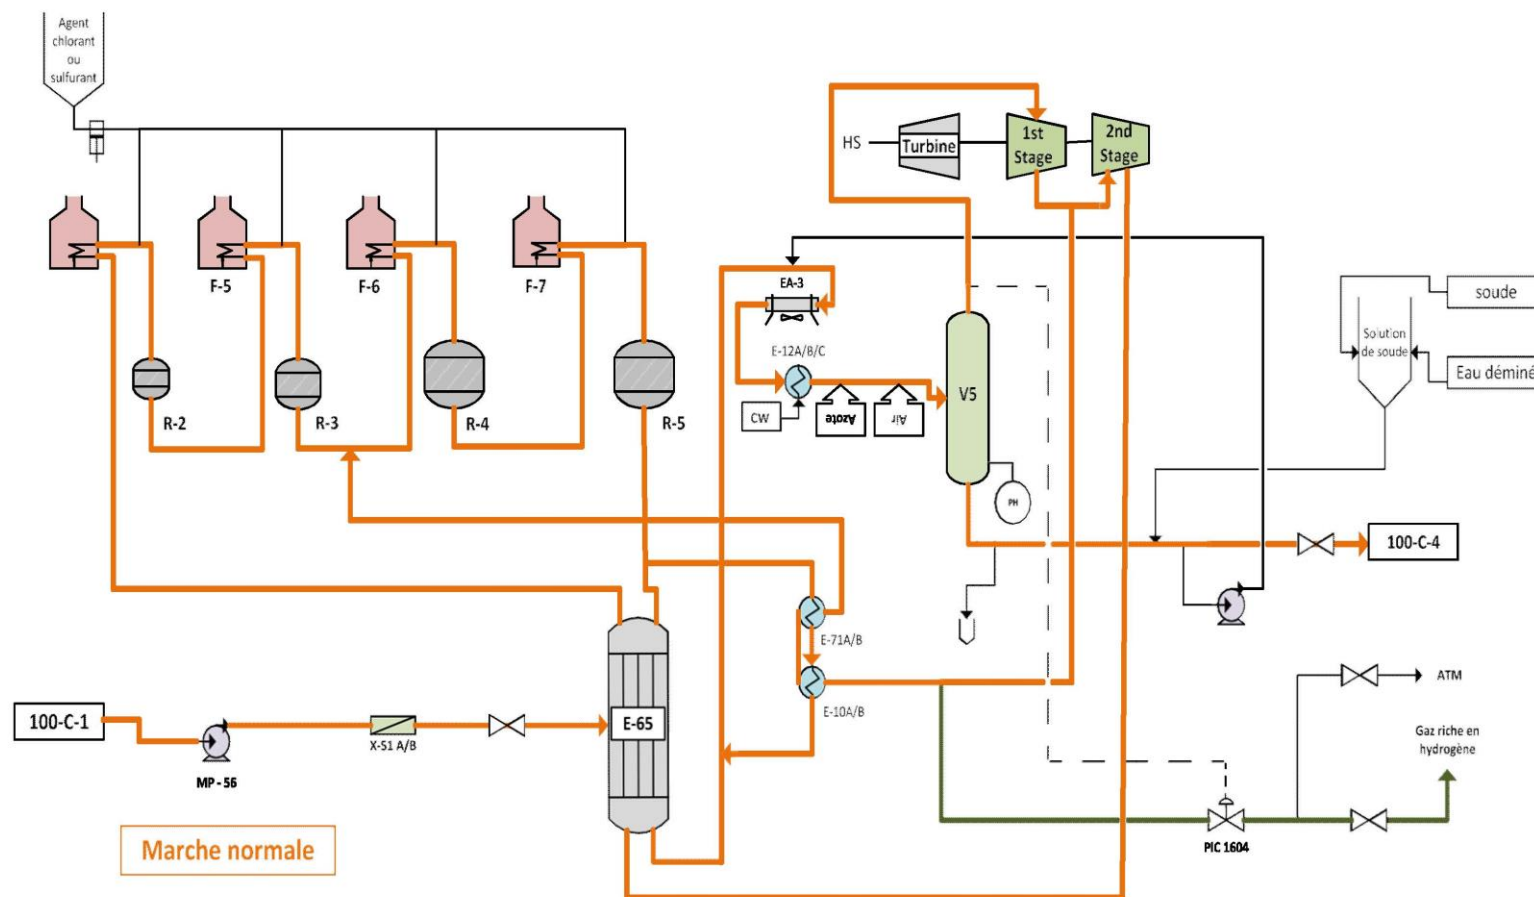 Agent
chlorant
ou
sulfurant
HS
Turbine
1st
Stage
2nd
Stage
F-5
F-6
F-7
EA-3
E-12A/B/C
CW
Azote
Air
V5
PH
soude
Solution
de soude
Eau déminé
R-2
R-3
R-4
R-5
100-C-4
E-71A/B
E-10A/B
100-C-1
MP - 56
X-S1 A/B
E-65
ATM
Gaz riche en
hydrogène
PIC 1604
Marche normale